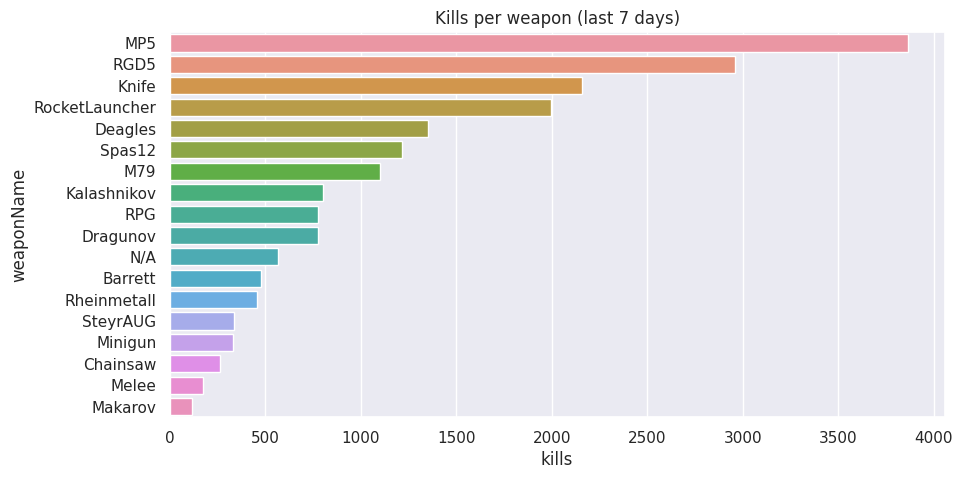 Kills per weapon (last 7 days)
weaponName
MP5
RGD5
Knife
RocketLauncher
Deagles
Spas12
M79
Kalashnikov
RPG
Dragunov
N/A
Barrett
Rheinmetall
SteyrAUG
Minigun
Chainsaw
Melee
Makarov
0 500 1000 1500 2000 2500 3000 3500 4000
kills